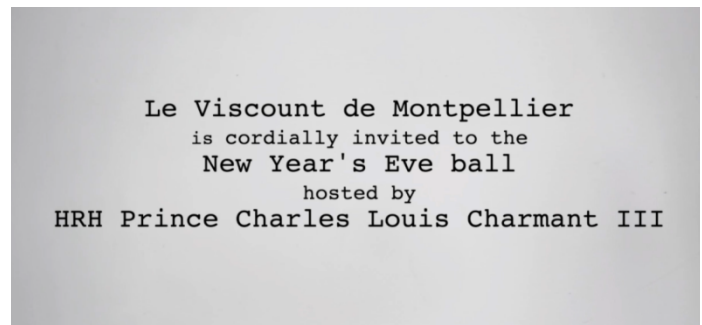 Le Viscount de Montpellier
is cordially invited to the
New Year's Eve ball
hosted by
HRH Prince Charles Louis Charmant III